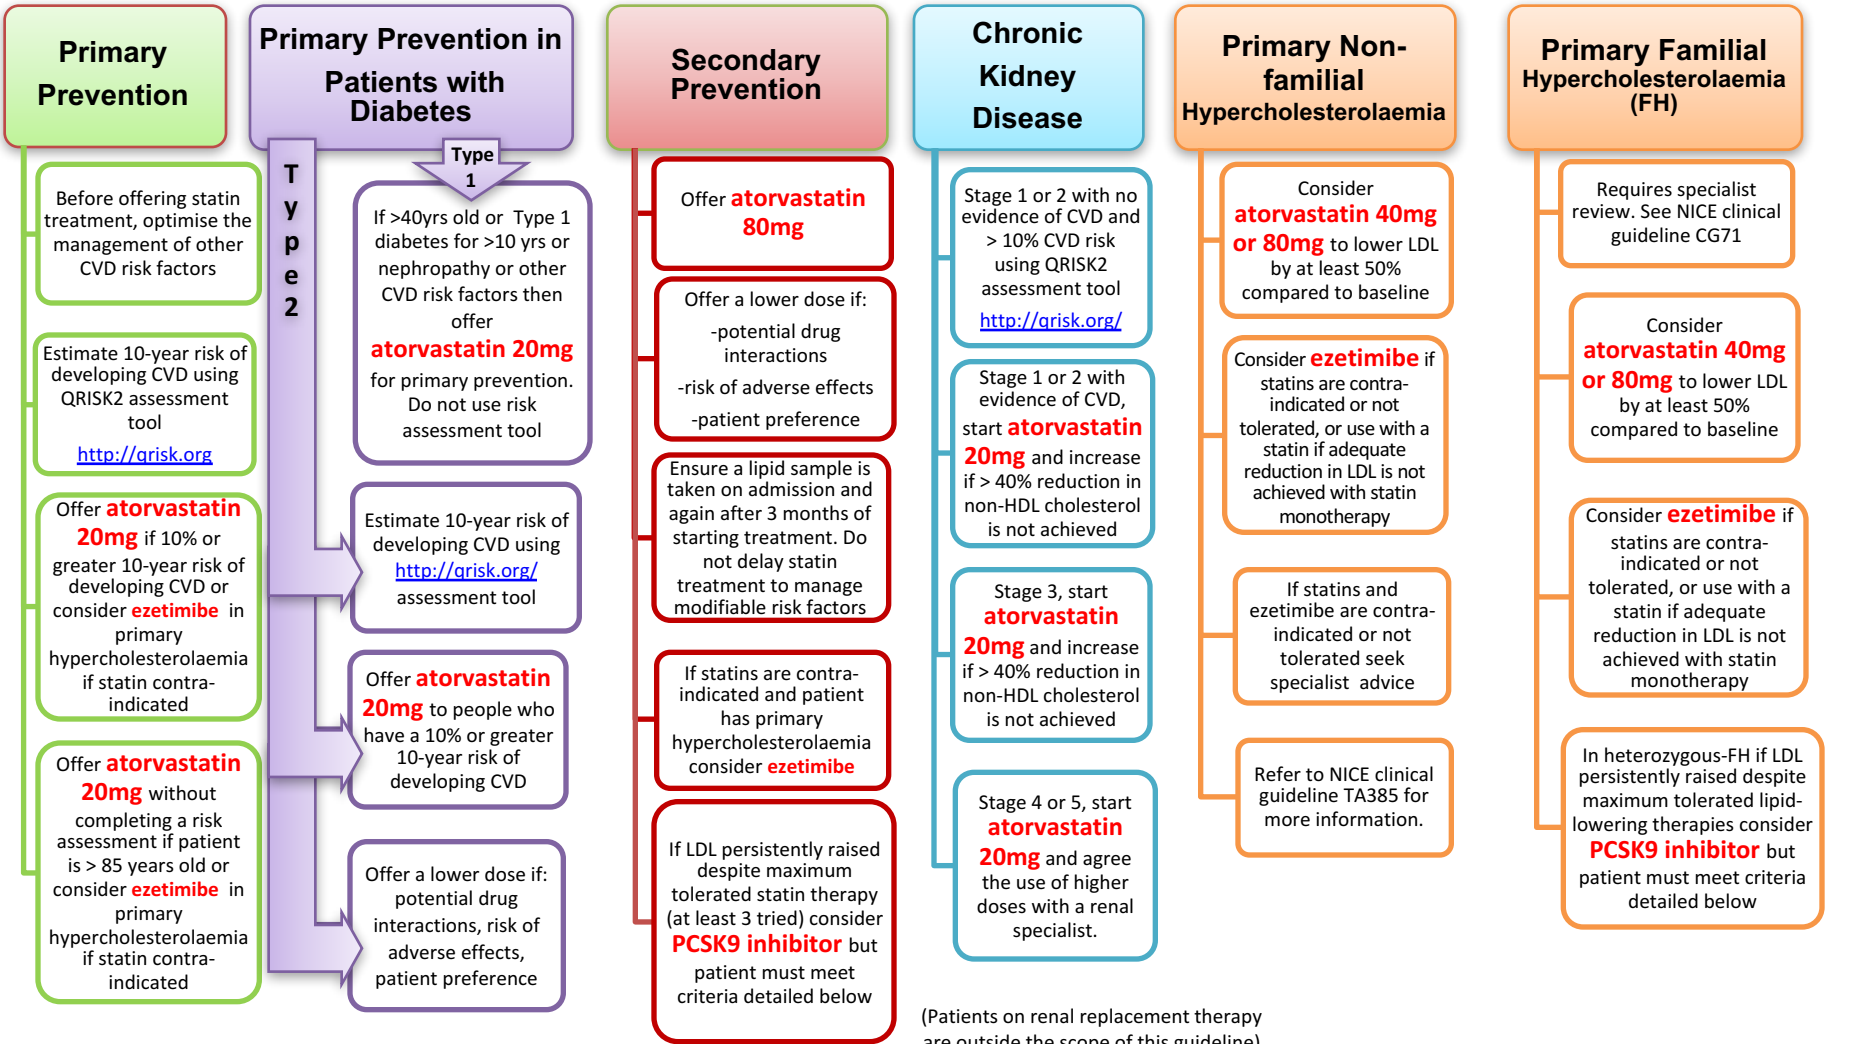 Primary
Prevention
Before offering statin
treatment, optimise the
management of other
CVD risk factors
Estimate 10-year risk of
developing CVD using
QRISK2 assessment
tool
http://qrisk.org
Offer atorvastatin
20mg if 10% or
greater 10-year risk of
developing CVD or
consider ezetimibe in
primary
hypercholesterolaemia
if statin contra-
indicated
Offer atorvastatin
20mg without
completing a risk
assessment if patient
is > 85 years old or
consider ezetimibe in
primary
hypercholesterolaemia
if statin contra-
indicated
Primary Prevention in
Patients with
Diabetes
T
y
p
e
2
Type
1
If >40yrs old or Type 1
diabetes for >10 yrs or
nephropathy or other
CVD risk factors then
offer
atorvastatin 20mg
for primary prevention.
Do not use risk
assessment tool
Estimate 10-year risk of
developing CVD using
http://qrisk.org/
assessment tool
Offer atorvastatin
20mg to people who
have a 10% or greater
10-year risk of
developing CVD
Offer a lower dose if:
potential drug
interactions, risk of
adverse effects,
patient preference
Secondary
Prevention
Offer atorvastatin
80mg
Offer a lower dose if:
-potential drug
interactions
-risk of adverse effects
-patient preference
Ensure a lipid sample is
taken on admission and
again after 3 months of
starting treatment. Do
not delay statin
treatment to manage
modifiable risk factors
If statins are contra-
indicated and patient
has primary
hypercholesterolaemia
consider ezetimibe
If LDL persistently raised
despite maximum
tolerated statin therapy
(at least 3 tried) consider
PCSK9 inhibitor but
patient must meet
criteria detailed below
Chronic
Kidney
Disease
Stage 1 or 2 with no
evidence of CVD and
> 10% CVD risk
using QRISK2
assessment tool
http://qrisk.org/
Stage 1 or 2 with
evidence of CVD,
start atorvastatin
20mg and increase
if > 40% reduction in
non-HDL cholesterol
is not achieved
Stage 3, start
atorvastatin
20mg and increase
if > 40% reduction in
non-HDL cholesterol
is not achieved
Stage 4 or 5, start
atorvastatin
20mg and agree
the use of higher
doses with a renal
specialist.
(Patients on renal replacement therapy
are outside the scope of this guideline)
Primary Non-
familial
Hypercholesterolaemia
Consider
atorvastatin 40mg
or 80mg to lower LDL
by at least 50%
compared to baseline
Consider ezetimibe if
statins are contra-
indicated or not
tolerated, or use with a
statin if adequate
reduction in LDL is not
achieved with statin
monotherapy
If statins and
ezetimibe are contra-
indicated or not
tolerated seek
specialist advice
Refer to NICE clinical
guideline TA385 for
more information.
Primary Familial
Hypercholesterolaemia
(FH)
Requires specialist
review. See NICE clinical
guideline CG71
Consider
atorvastatin 40mg
or 80mg to lower LDL
by at least 50%
compared to baseline
Consider ezetimibe if
statins are contra-
indicated or not
tolerated, or use with a
statin if adequate
reduction in LDL is not
achieved with statin
monotherapy
In heterozygous-FH if LDL
persistently raised despite
maximum tolerated lipid-
lowering therapies consider
PCSK9 inhibitor but
patient must meet criteria
detailed below